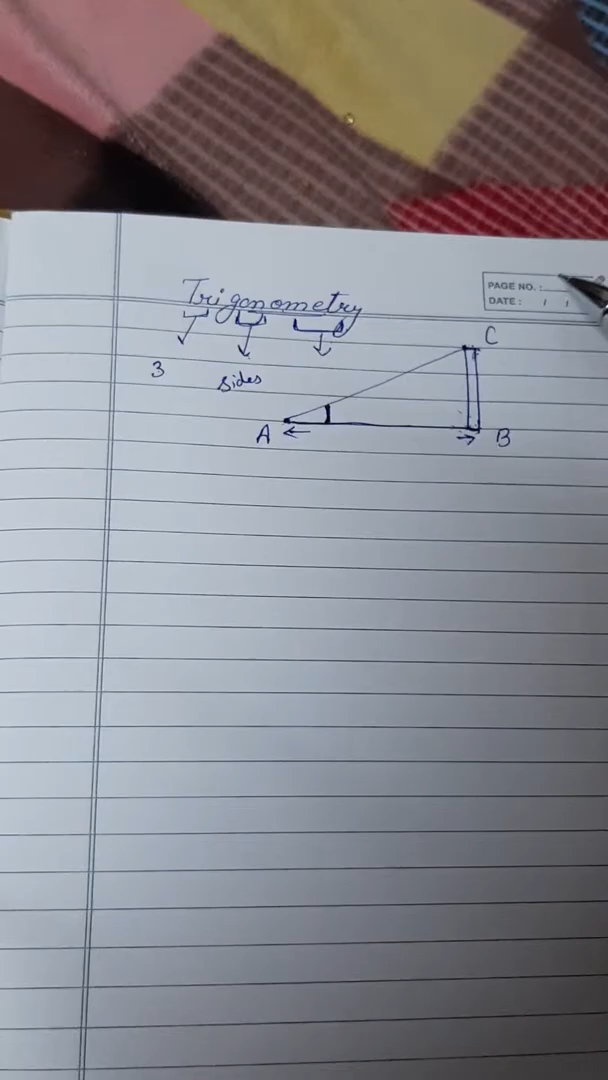 Trigonometry
PAGE NO. :
DATE : / /
3 sides
C
A B